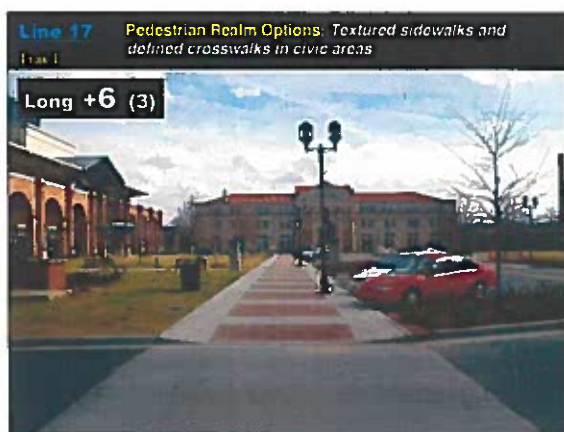 Line 17
Pedestrian Realm Options: Textured sidewalks and
defined crosswalks in civic areas
Long +6 (3)